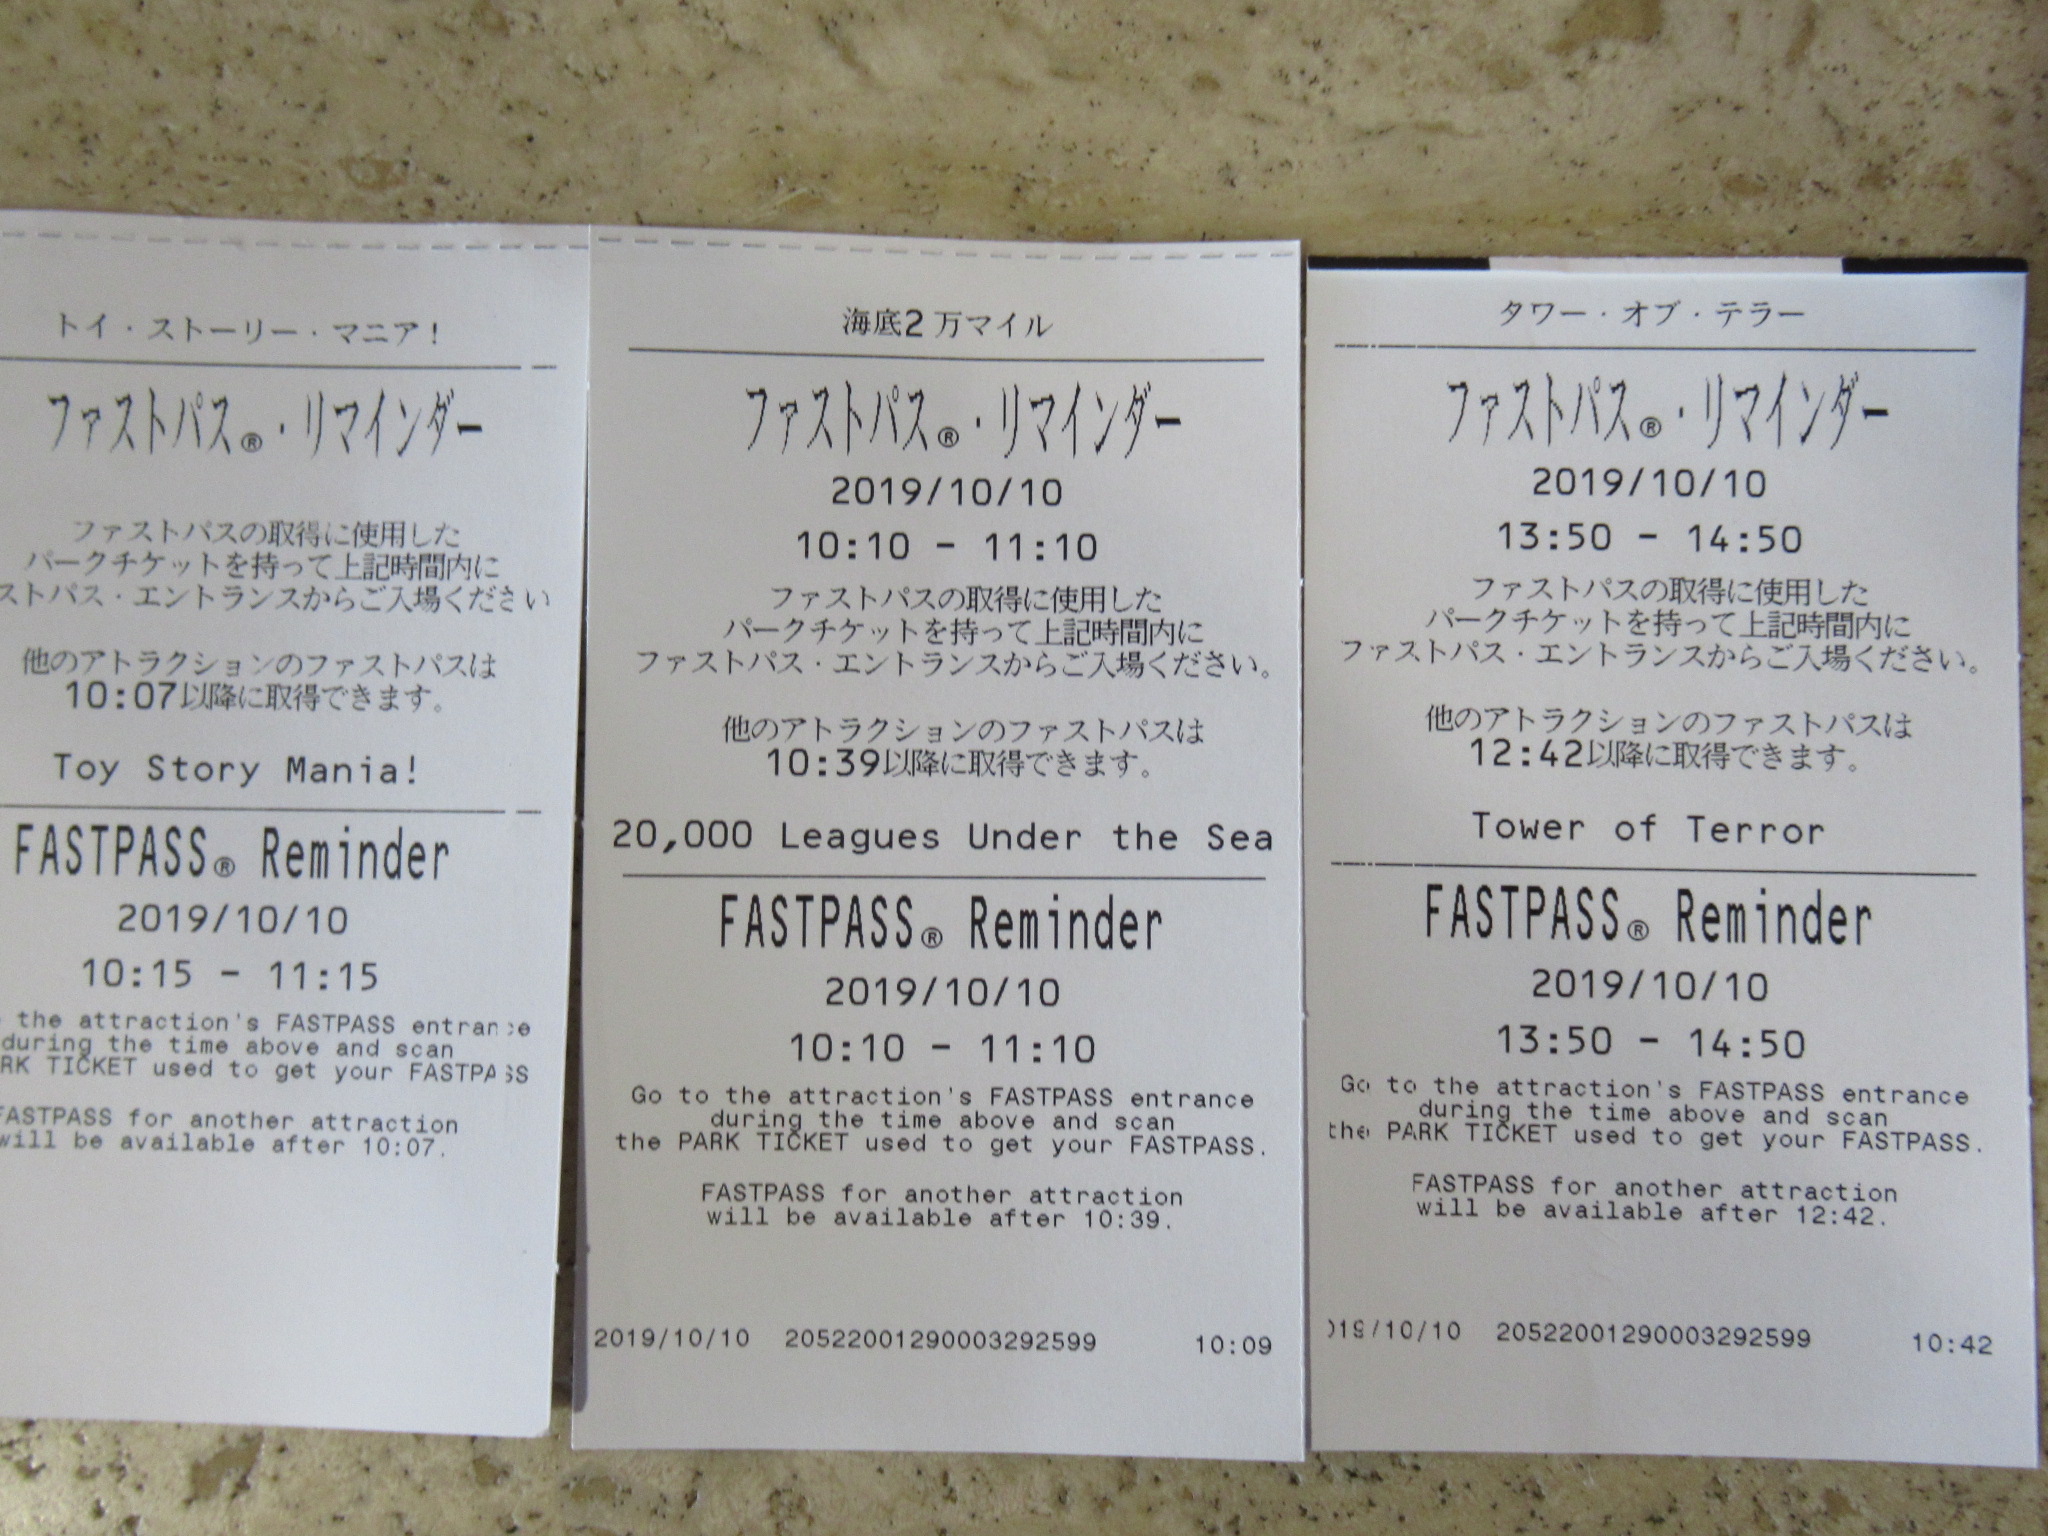 トイ・ストーリー・マニア!
ファストパス®・リマインダー
ファストパスの取得に使用した
パークチケットを持って上記時間内に
ストパス・エントランスからご入場ください
他のアトラクションのファストパスは
10:07以降に取得できます。
Toy Story Mania!
FASTPASS® Reminder
2019/10/10
10:15 - 11:15
the attraction's FASTPASS entrance
during the time above and scan
RK TICKET used to get your FASTPASS
FASTPASS for another attraction
will be available after 10:07.
海底2万マイル
ファストパス®・リマインダー
2019/10/10
10:10 - 11:10
ファストパスの取得に使用した
パークチケットを持って上記時間内に
ファストパス・エントランスからご入場ください。
他のアトラクションのファストパスは
10:39以降に取得できます。
20,000 Leagues Under the Sea
FASTPASS® Reminder
2019/10/10
10:10 - 11:10
Go to the attraction's FASTPASS entrance
during the time above and scan
the PARK TICKET used to get your FASTPASS.
FASTPASS for another attraction
will be available after 10:39.
2019/10/10 20522001290003292599 10:09
タワー・オブ・テラー
ファストパス®・リマインダー
2019/10/10
13:50 - 14:50
ファストパスの取得に使用した
パークチケットを持って上記時間内に
ファストパス・エントランスからご入場ください。
他のアトラクションのファストパスは
12:42以降に取得できます。
Tower of Terror
FASTPASS® Reminder
2019/10/10
13:50 - 14:50
Go to the attraction's FASTPASS entrance
during the time above and scan
the PARK TICKET used to get your FASTPASS.
FASTPASS for another attraction
will be available after 12:42.
019/10/10 20522001290003292599 10:42